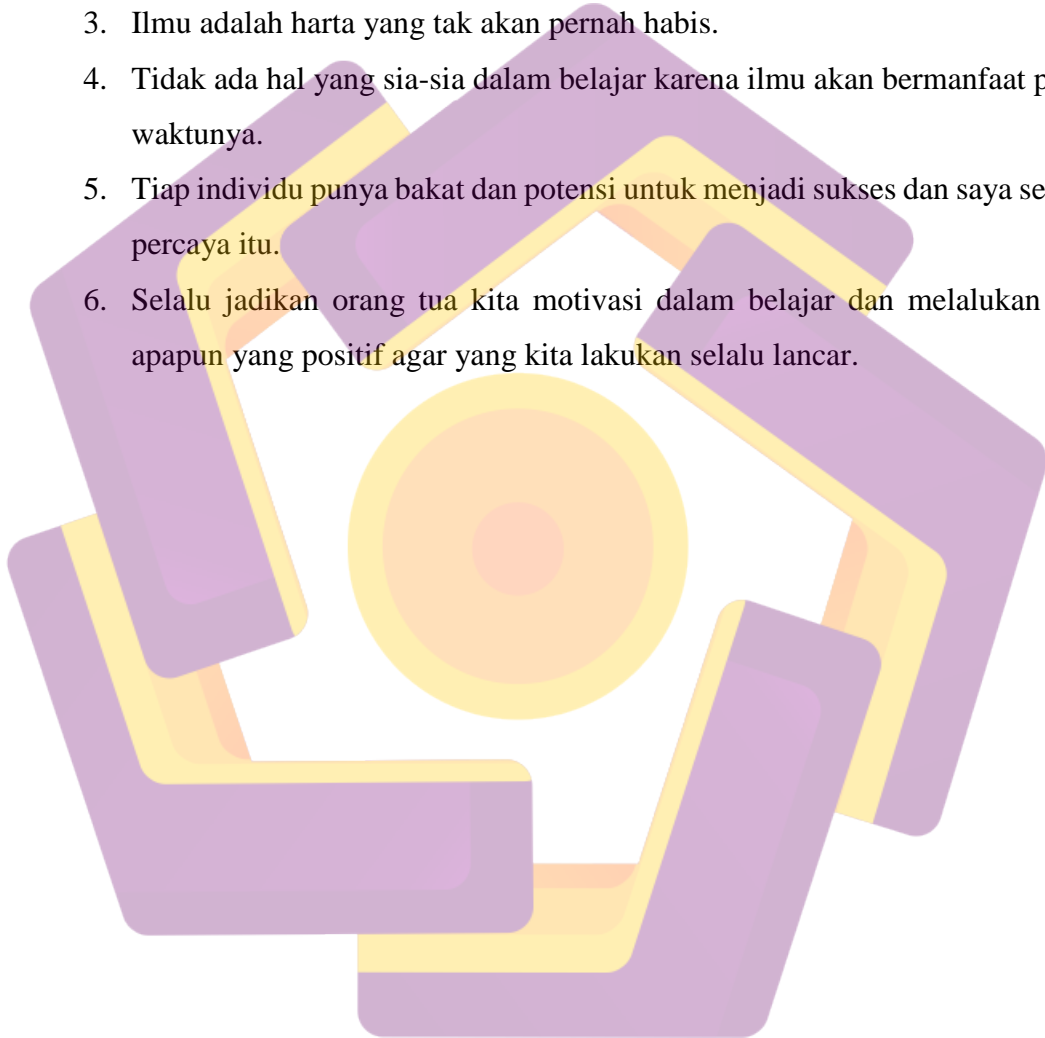 3. Ilmu adalah harta yang tak akan pernah habis.
4. Tidak ada hal yang sia-sia dalam belajar karena ilmu akan bermanfaat
waktunya.
5. Tiap individu punya bakat dan potensi untuk menjadi sukses dan saya
percaya itu.
6. Selalu jadikan orang tua kita motivasi dalam belajar dan melalukan
apapun yang positif agar yang kita lakukan selalu lancar.